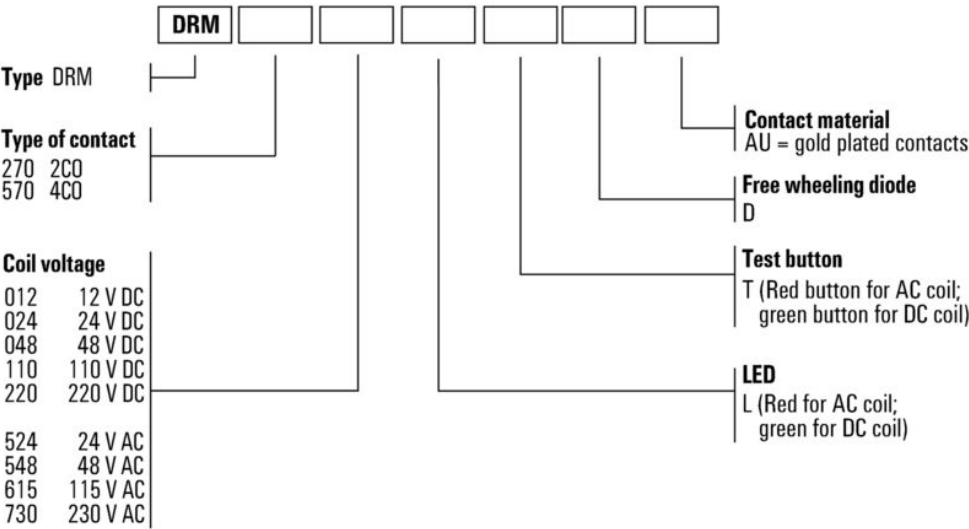 DRM
Type DRM
Type of contact
270 2CO
570 4CO
Coil voltage
012 12 V DC
024 24 V DC
048 48 V DC
110 110 V DC
220 220 V DC
524 24 V AC
548 48 V AC
615 115 V AC
730 230 V AC
Contact material
AU = gold plated contacts
Free wheeling diode
D
Test button
T (Red button for AC coil;
green button for DC coil)
LED
L (Red for AC coil;
green for DC coil)